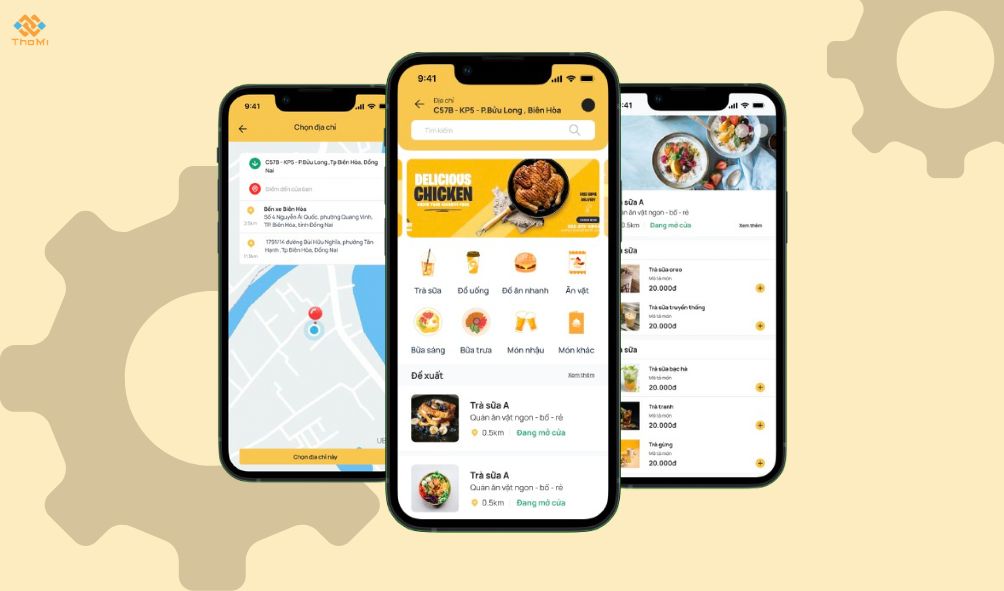 ThoMi
9:41
Chọn địa chỉ
C57B - KP5 - P.Bửu Long ,Tp Biên Hòa, Đồng
Nai
Điểm đến của bạn
Bến xe Biên Hòa
Số 4 Nguyễn Ái Quốc, phường Quang Vinh,
TP. Biên Hòa, tỉnh Đồng Nai
1791/14 đường Bùi Hữu Nghĩa, phường Tân
Hạnh ,Tp Biên Hòa, Đồng Nai
Chọn địa chỉ này
9:41
Địa chỉ
C57B - KP5 - P.Bửu Long , Biên Hòa
Tìm kiếm
DELICIOUS
CHICKEN
Trà sữa
Đồ uống
Đồ ăn nhanh
Ăn vặt
Bữa sáng
Bữa trưa
Món nhậu
Món khác
Đề xuất
Xem thêm
Trà sữa A
Quán ăn vặt ngon - bổ - rẻ
0.5km
Đang mở cửa
Trà sữa A
Quán ăn vặt ngon - bổ - rẻ
0.5km
Đang mở cửa
:41
sữa A
uán ăn vặt ngon - bổ - rẻ
.5km
Đang mở cửa
Xem thêm
sữa
Trà sữa oreo
Mô tả món
20.000đ
Trà sữa truyền thống
Mô tả món
20.000đ
sữa
Trà sữa bạc hà
Mô tả món
20.000đ
Trà tranh
Mô tả món
20.000đ
Trà gừng
Mô tả món
20.000đ